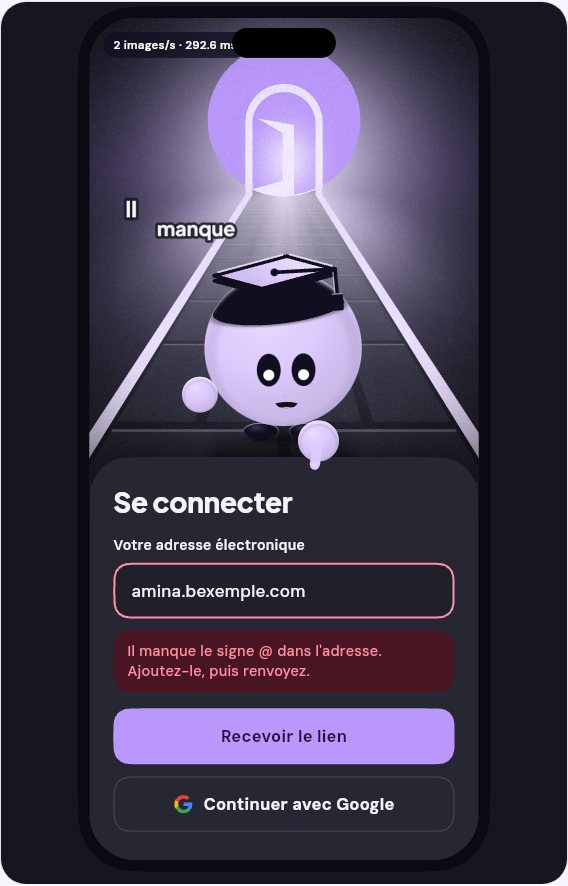 2 images/s · 292.6 ms
Il
manque
Se connecter
Votre adresse électronique
amina.bexemple.com
Il manque le signe @ dans l'adresse.
Ajoutez-le, puis renvoyez.
Recevoir le lien
Continuer avec Google